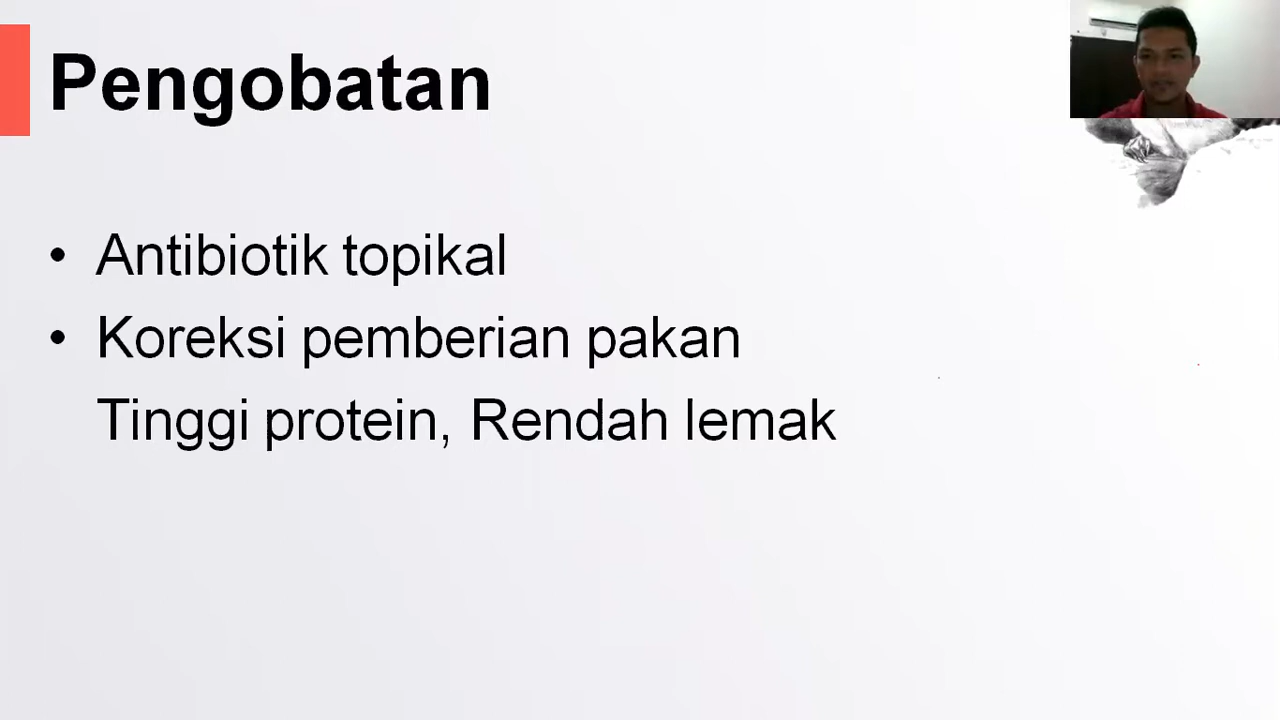 Pengobatan
• Antibiotik topikal
• Koreksi pemberian pakan
Tinggi protein, Rendah lemak